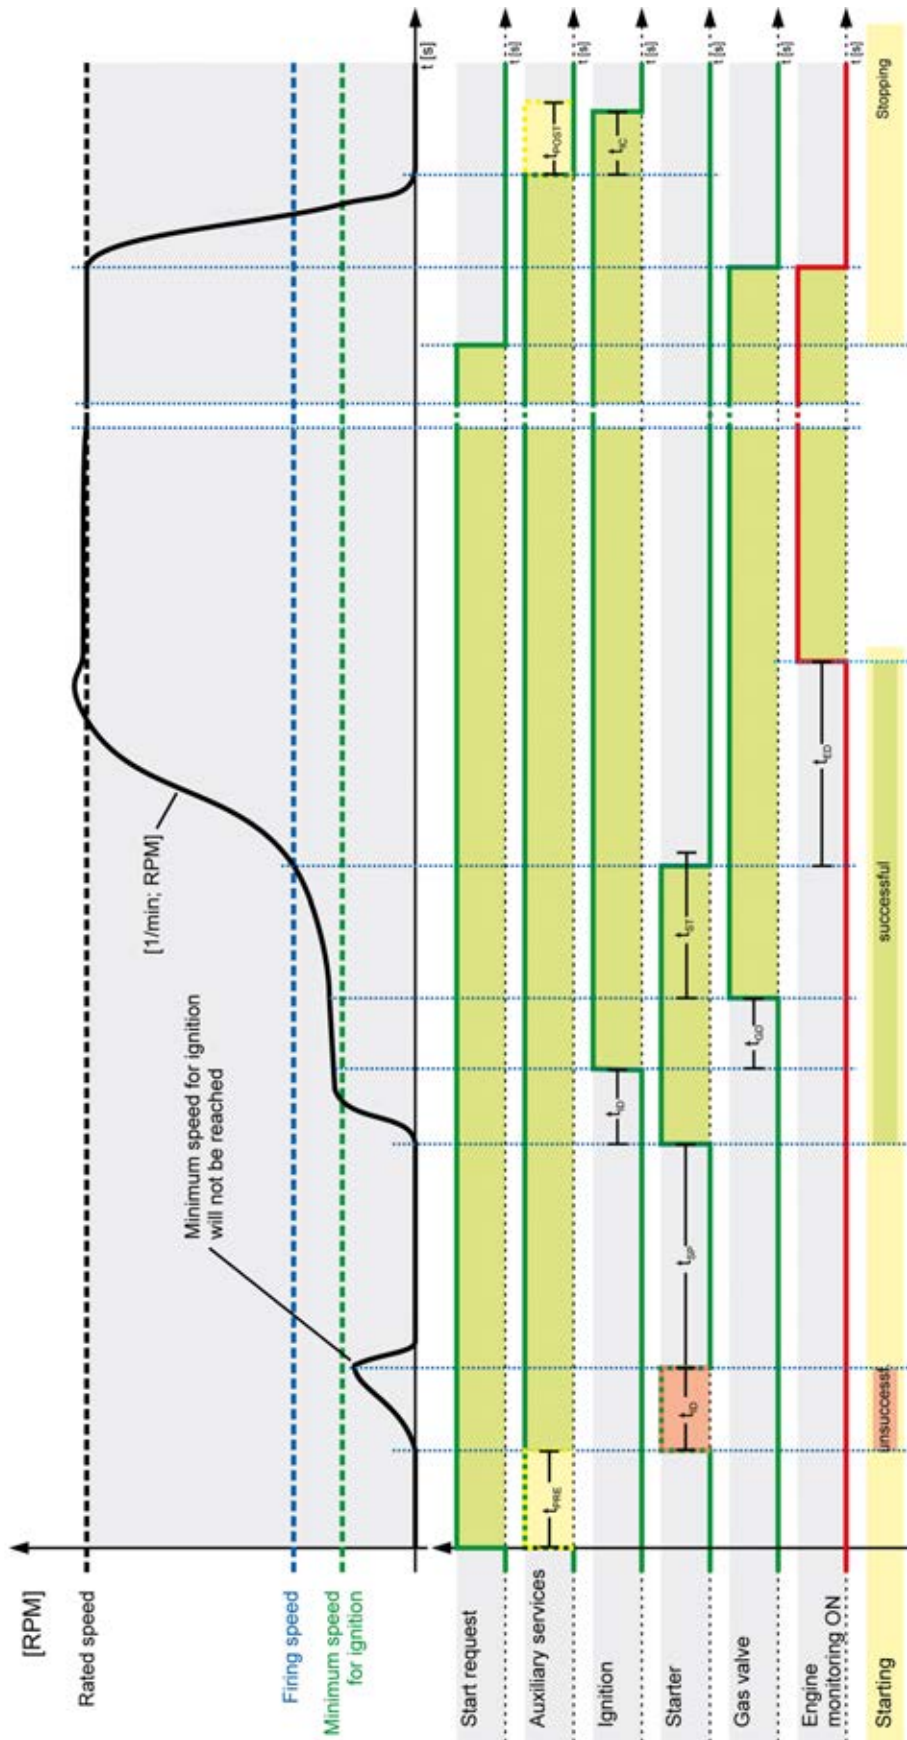 [RPM]
Rated speed
Firing speed
Minimum speed
for ignition
Minimum speed for ignition
will not be reached
[1/min; RPM]
t [s]
Start request
t [s]
Auxiliary services
tPRE
tPOST
t [s]
Ignition
tID
tIC
t [s]
Starter
tID
tSP
tST
t [s]
Gas valve
tGD
t [s]
Engine
monitoring ON
tED
t [s]
Starting
unsuccessf.
successful
Stopping